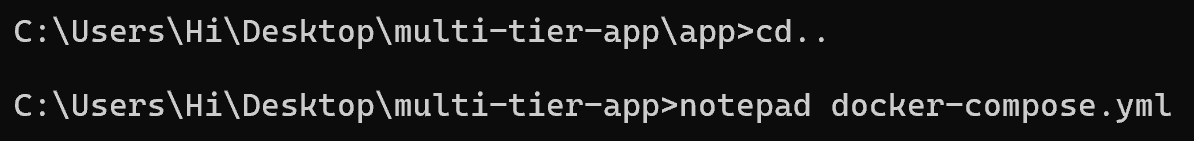 C:\Users\Hi\Desktop\multi-tier-app\app>cd..
C:\Users\Hi\Desktop\multi-tier-app>notepad docker-compose.yml